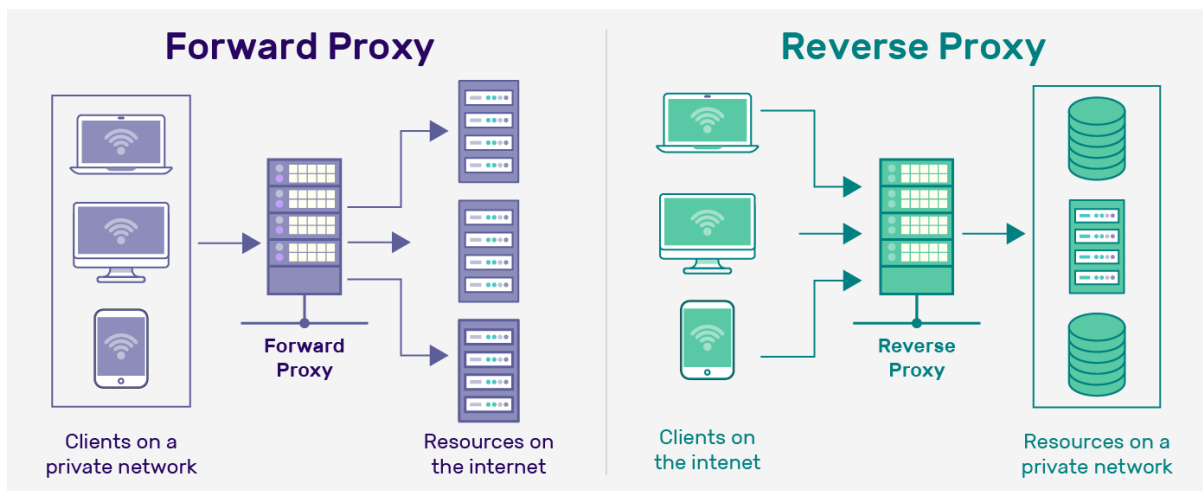 Forward Proxy
Forward
Proxy
Clients on a
private network
Resources on
the internet
Reverse Proxy
Reverse
Proxy
Clients on
the intenet
Resources on a
private network